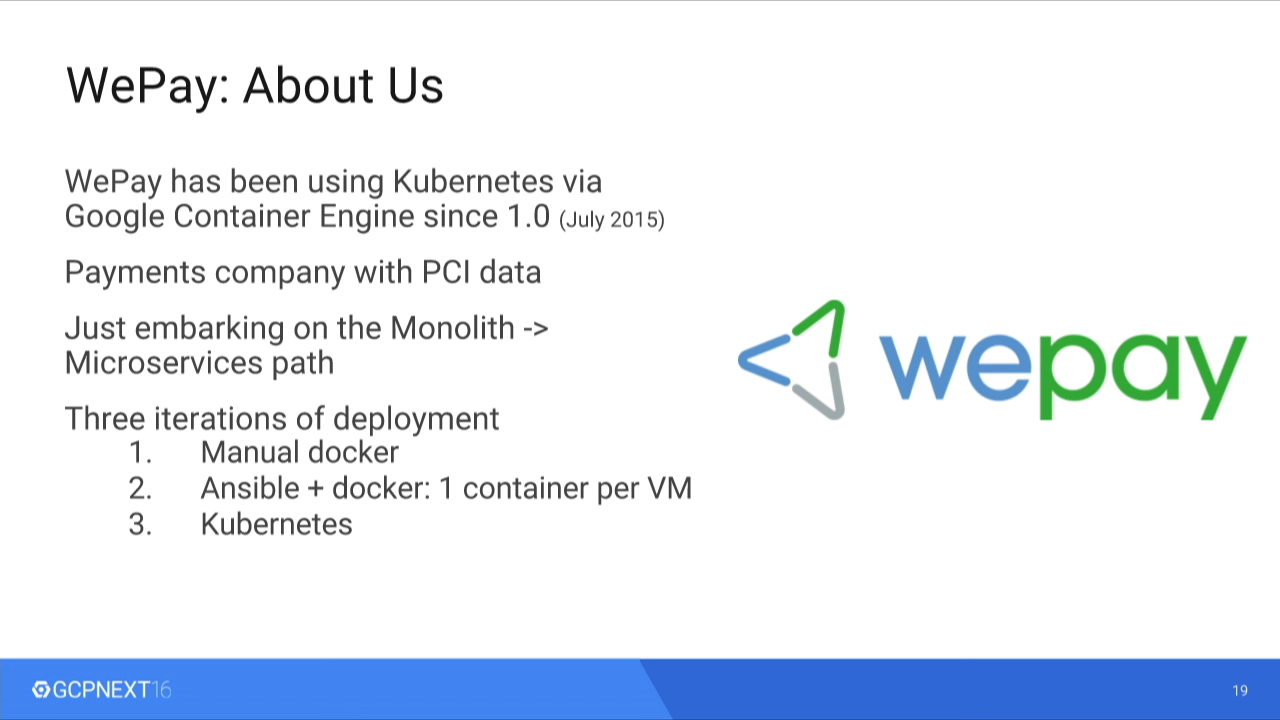 WePay: About Us
WePay has been using Kubernetes via
Google Container Engine since 1.0 (July 2015)
Payments company with PCI data
Just embarking on the Monolith ->
Microservices path
Three iterations of deployment
1. Manual docker
2. Ansible + docker: 1 container per VM
3. Kubernetes
wepay
GCPNEXT16
19